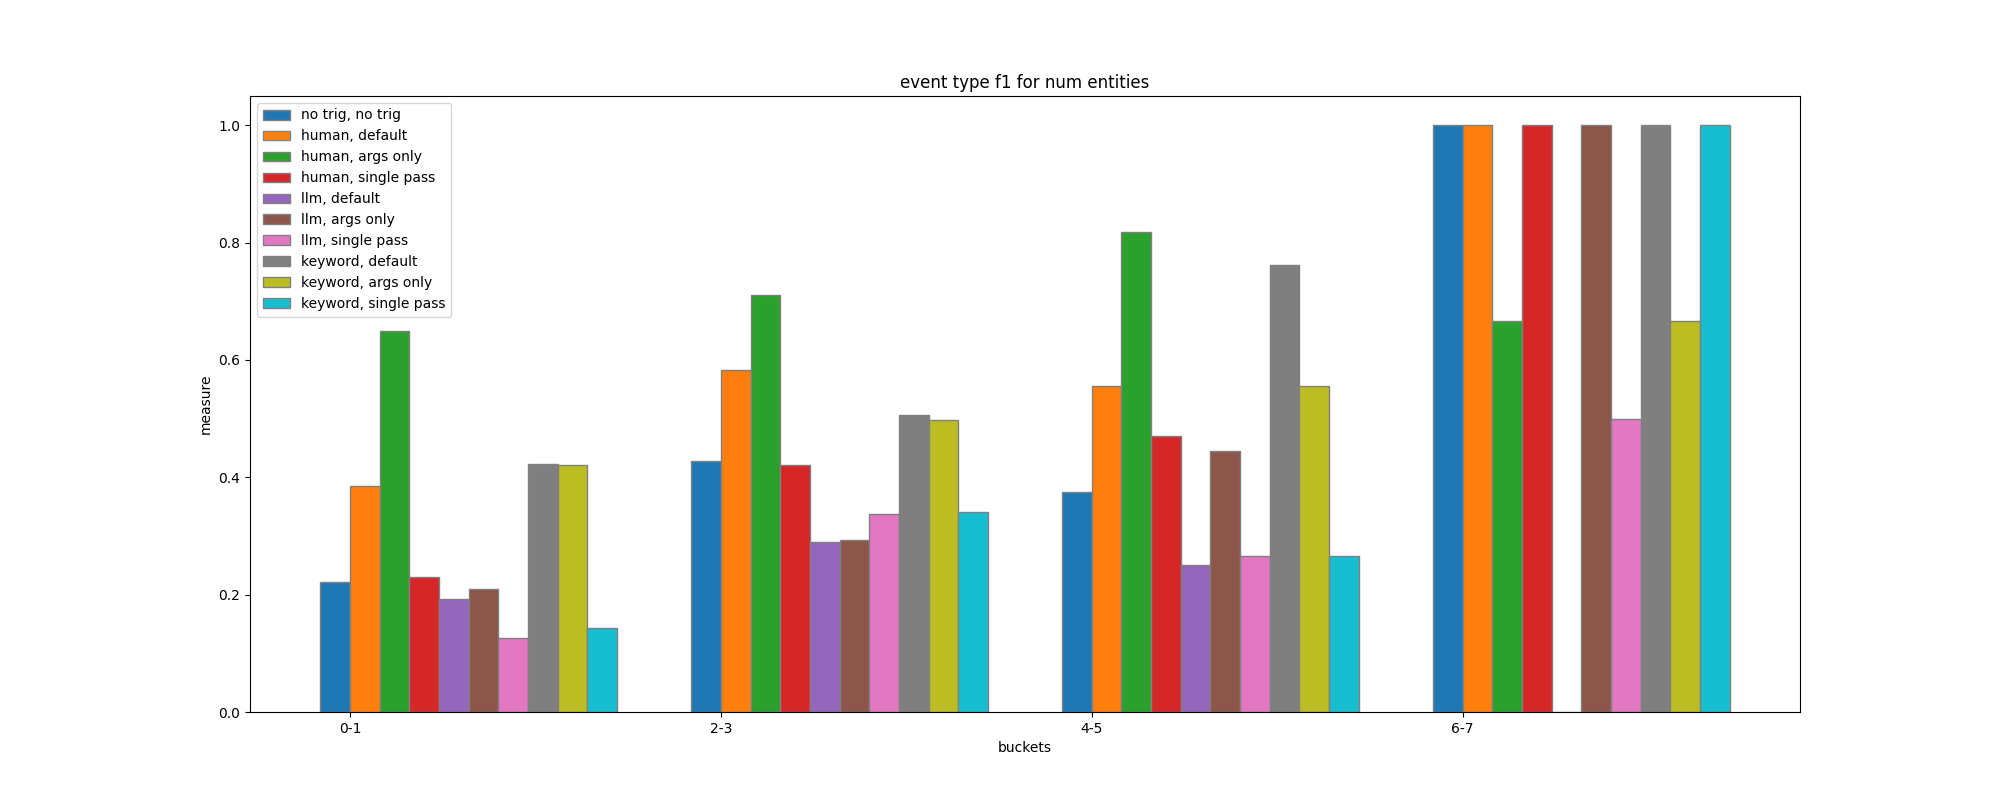 event type f1 for num entities
no trig, no trig
human, default
human, args only
human, single pass
llm, default
llm, args only
llm, single pass
keyword, default
keyword, args only
keyword, single pass
1.0
0.8
0.6
0.4
0.2
0.0
measure
0-1 2-3 4-5 6-7
buckets